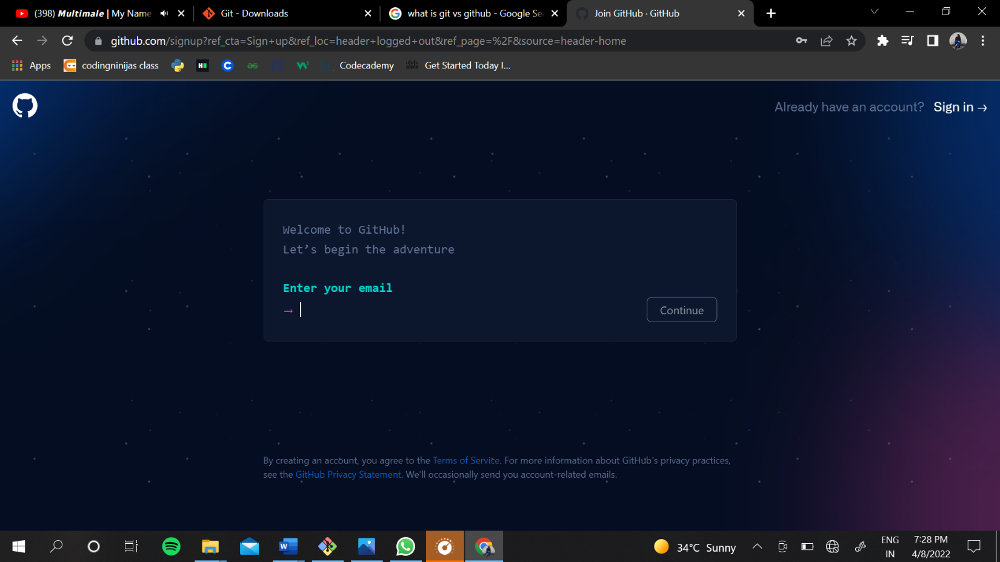 (398) Multimale | My Name
Git - Downloads
what is git vs github - Google Se
Join GitHub · GitHub
github.com/signup?ref_cta=Sign+up&ref_loc=header+logged+out&ref_page=%2F&source=header-home
Apps
codingninijas class
Codecademy
Get Started Today I...
Already have an account? Sign in →
Welcome to GitHub!
Let’s begin the adventure
Enter your email
→
Continue
By creating an account, you agree to the Terms of Service. For more information about GitHub's privacy practices,
see the GitHub Privacy Statement. We'll occasionally send you account-related emails.
34°C Sunny
ENG
IN
7:28 PM
4/8/2022